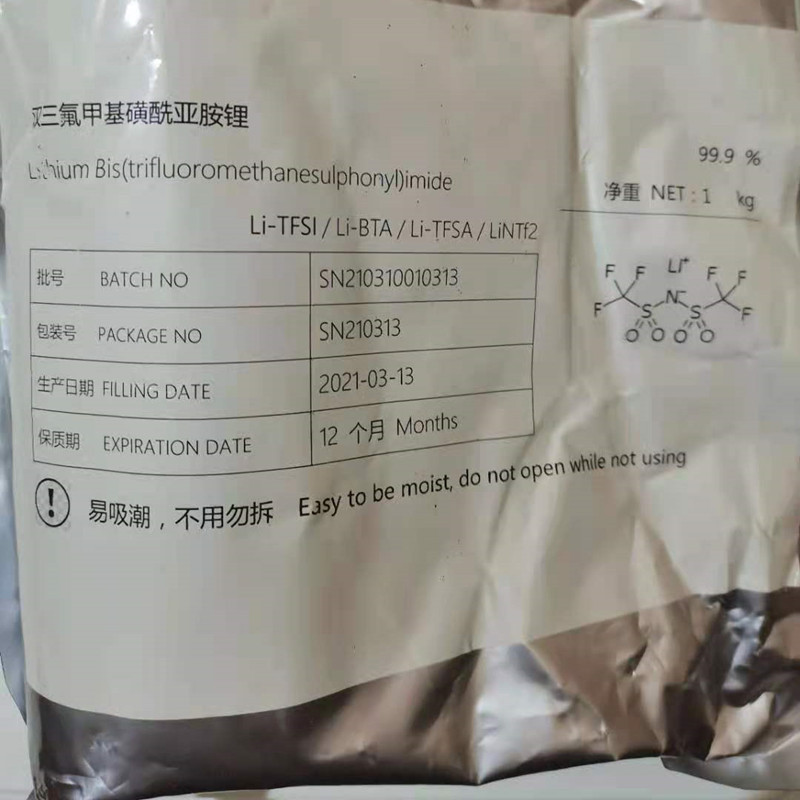 双三氟甲基磺酰亚胺锂
Lithium Bis(trifluoromethanesulphonyl)imide
99.9 %
净重 NET : 1 kg
Li-TFSI / Li-BTA / Li-TFSA / LiNTf2
批号 BATCH NO SN210310010313
包装号 PACKAGE NO SN210313
生产日期 FILLING DATE 2021-03-13
保质期 EXPIRATION DATE 12 个月 Months
F F Li⁺ F F
F S N⁻ S F
O O O O
! 易吸潮，不用勿拆 Easy to be moist, do not open while not using